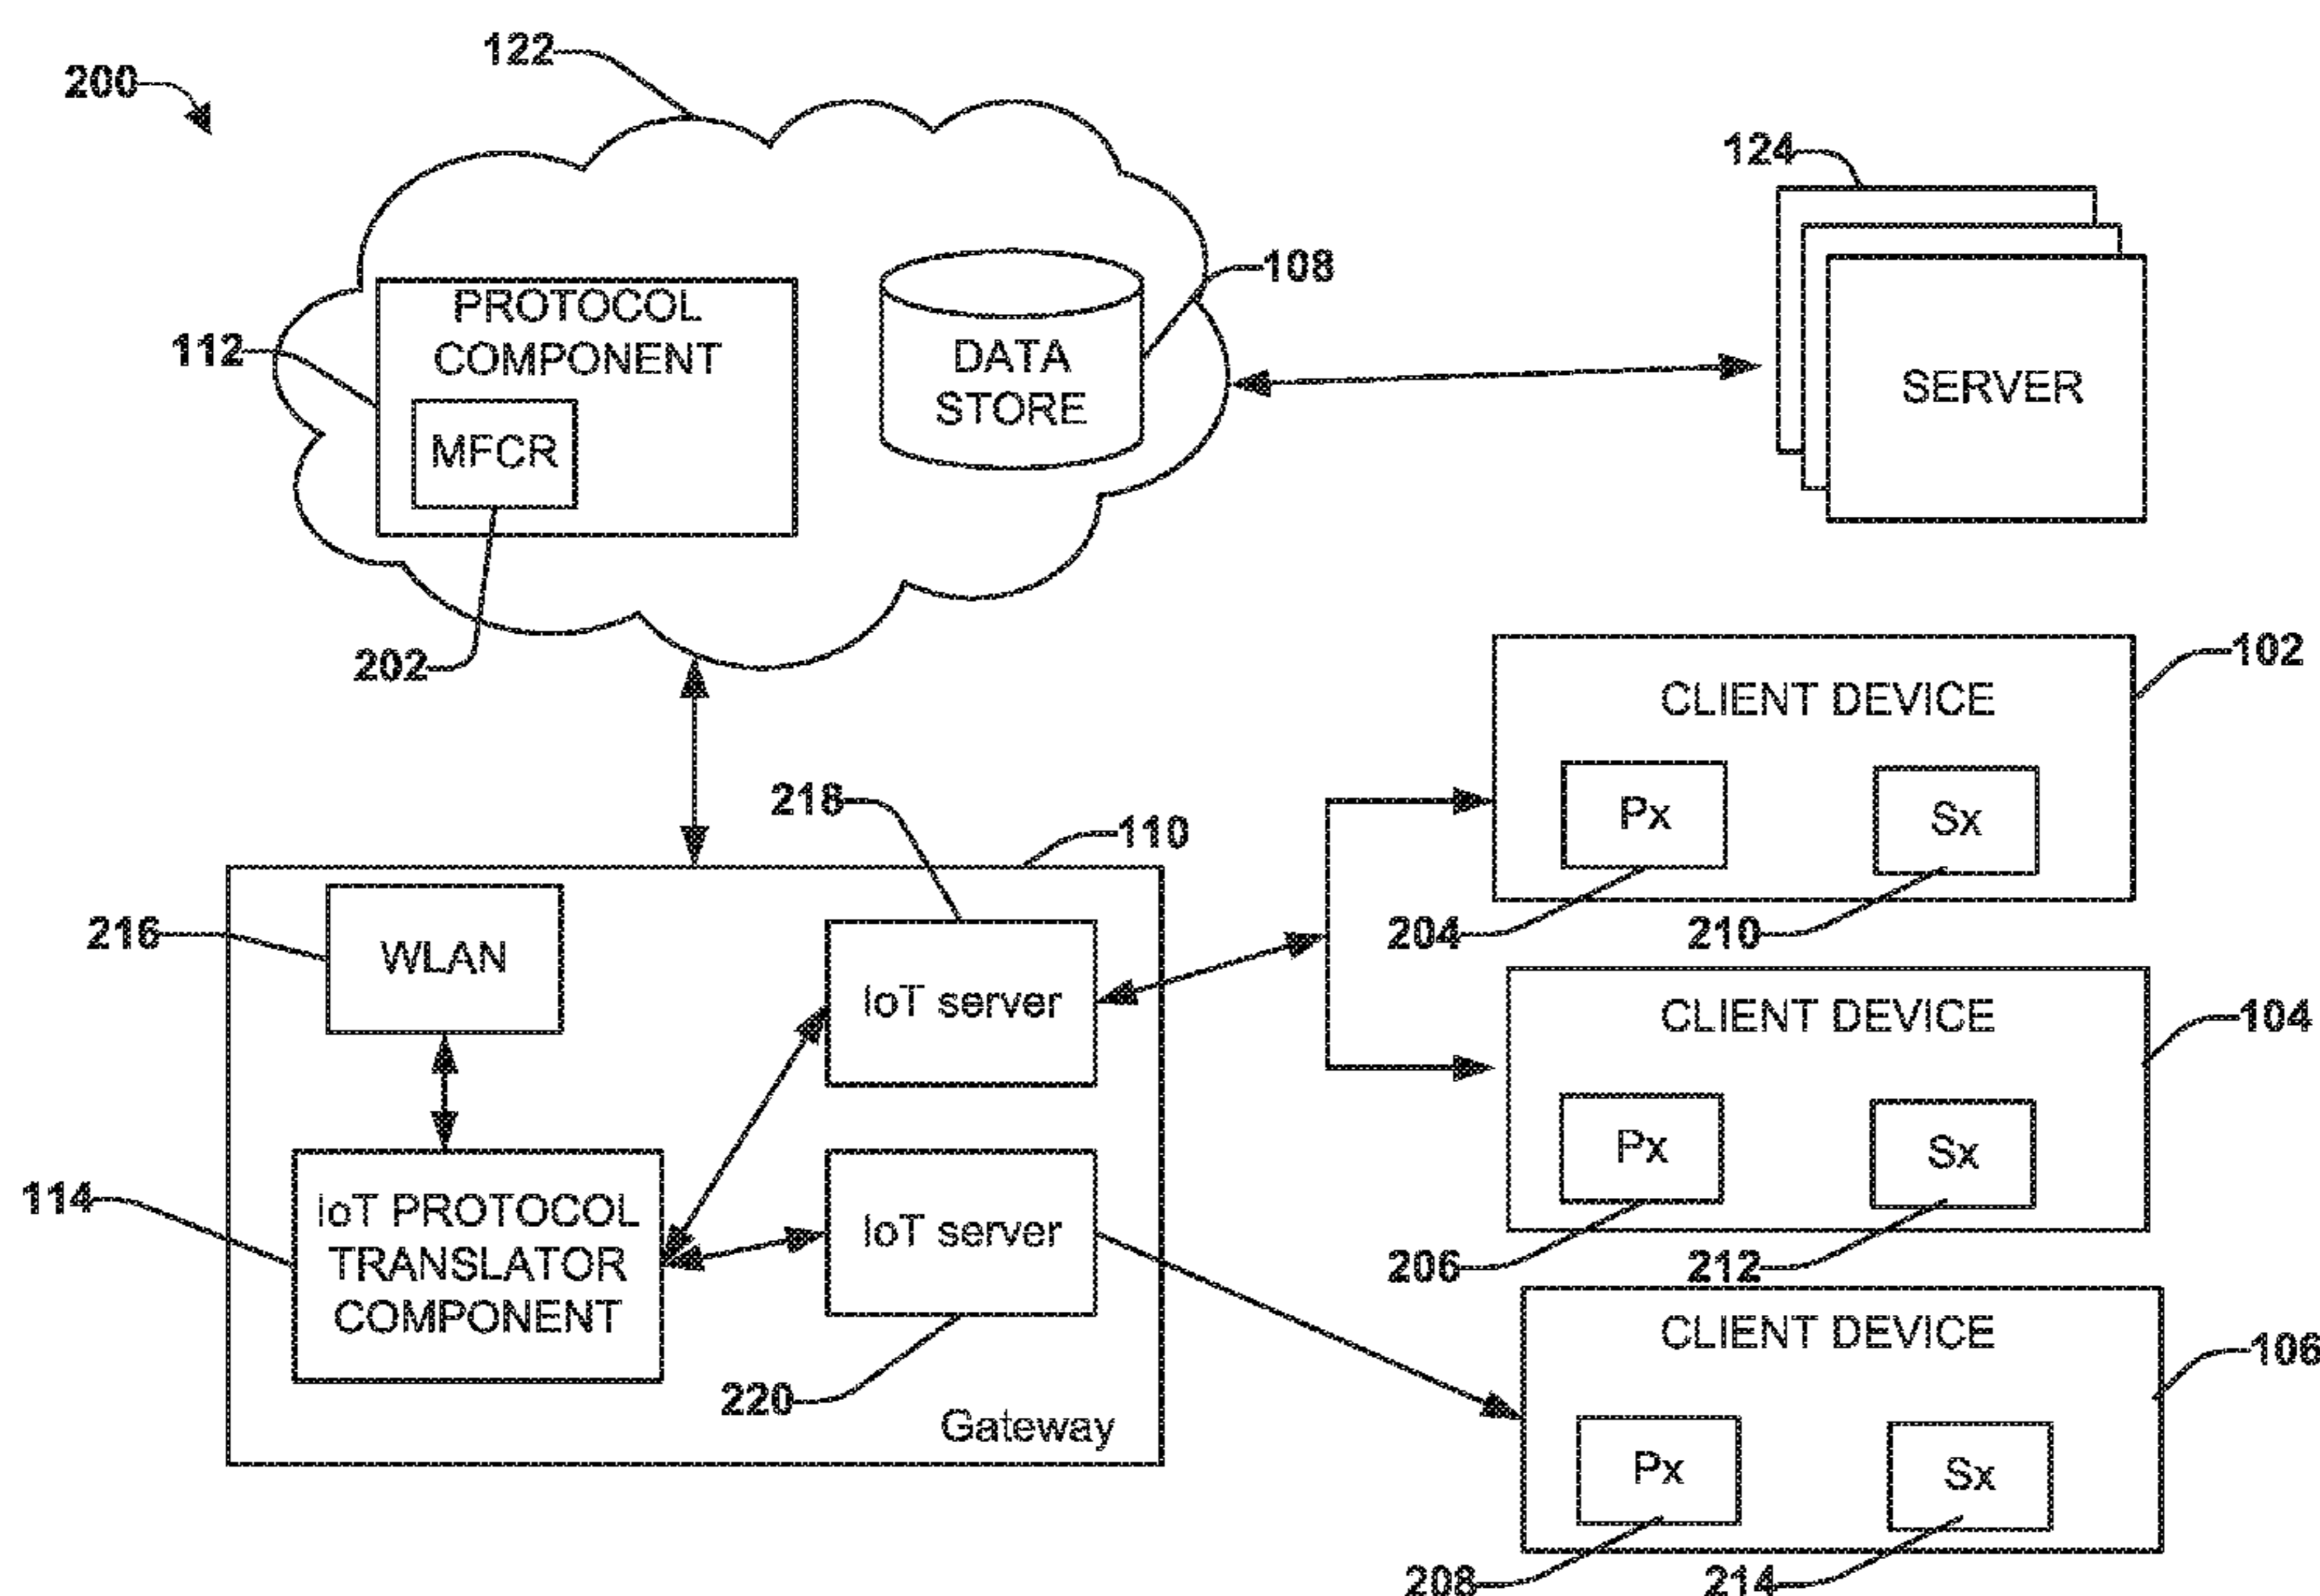 200
122
124
PROTOCOL
COMPONENT
112
MFCR
202
DATA
STORE
108
SERVER
CLIENT DEVICE
102
Px
Sx
204
210
218
110
216
WLAN
IoT server
CLIENT DEVICE
104
Px
Sx
206
212
114
IoT PROTOCOL
TRANSLATOR
COMPONENT
IoT server
220
Gateway
CLIENT DEVICE
106
Px
Sx
208
214